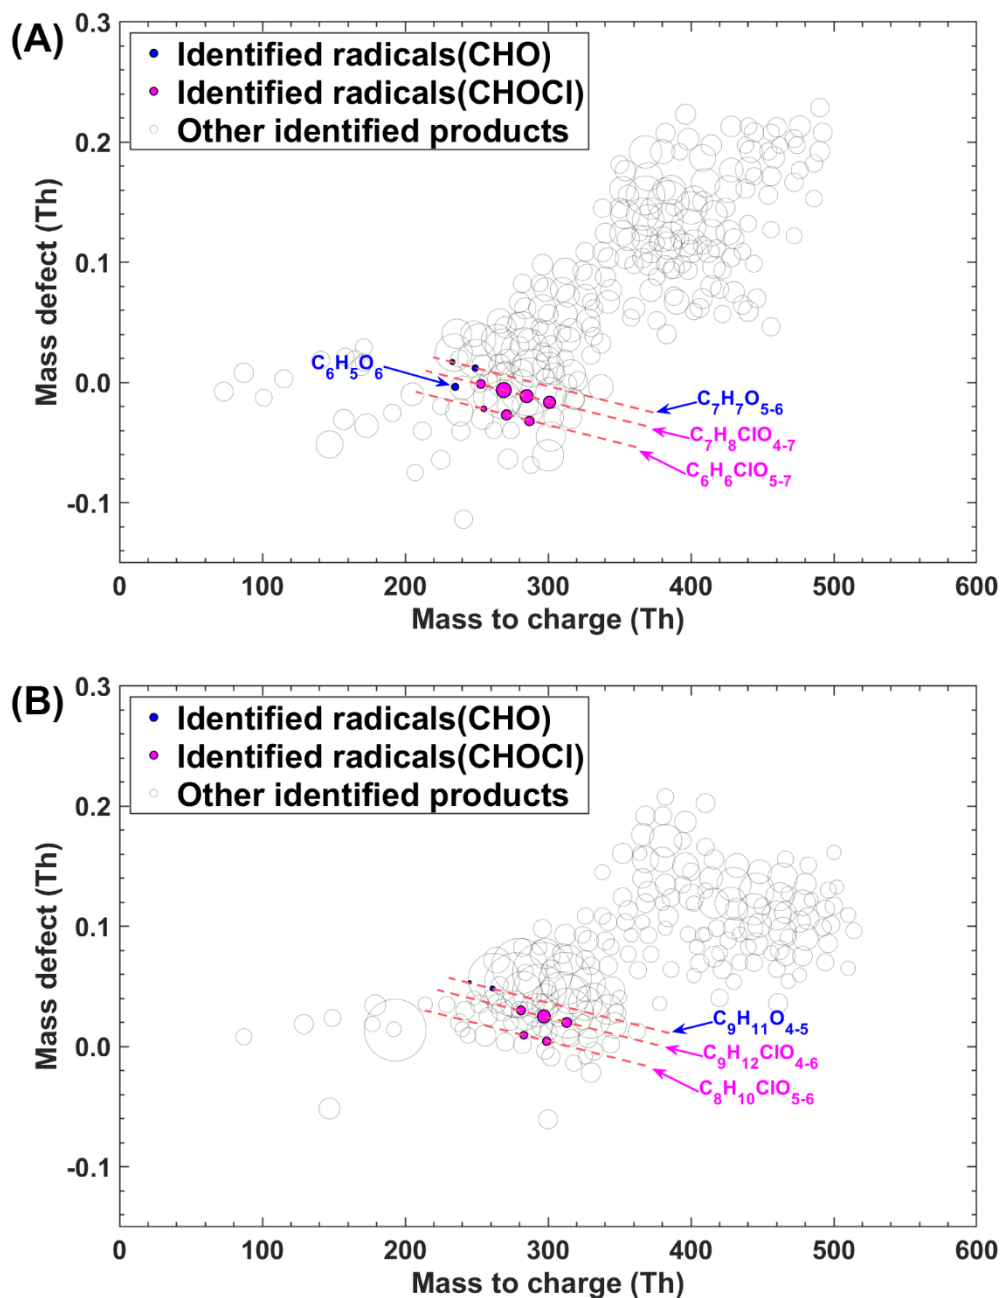 (A)
Identified radicals(CHO)
Identified radicals(CHOCl)
Other identified products
0.3
0.2
0.1
0.0
-0.1
Mass defect (Th)
C6H5O6
C7H7O5-6
C7H8ClO4-7
C6H6ClO5-7
0 100 200 300 400 500 600
Mass to charge (Th)
(B)
Identified radicals(CHO)
Identified radicals(CHOCl)
Other identified products
0.3
0.2
0.1
0.0
-0.1
Mass defect (Th)
C9H11O4-5
C9H12ClO4-6
C8H10ClO5-6
0 100 200 300 400 500 600
Mass to charge (Th)